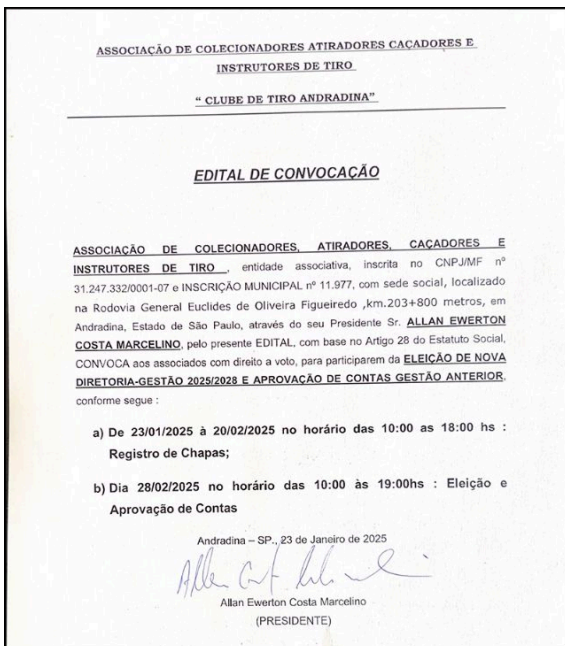 ASSOCIAÇÃO DE COLECIONADORES ATIRADORES CAÇADORES E
INSTRUTORES DE TIRO
“ CLUBE DE TIRO ANDRADINA”
EDITAL DE CONVOCAÇÃO
ASSOCIAÇÃO DE COLECIONADORES, ATIRADORES, CAÇADORES E
INSTRUTORES DE TIRO , entidade associativa, inscrita no CNPJ/MF nº
31.247.332/0001-07 e INSCRIÇÃO MUNICIPAL nº 11.977, com sede social, localizado
na Rodovia General Euclides de Oliveira Figueiredo ,km.203+800 metros, em
Andradina, Estado de São Paulo, através do seu Presidente Sr. ALLAN EWERTON
COSTA MARCELINO, pelo presente EDITAL, com base no Artigo 28 do Estatuto Social,
CONVOCA aos associados com direito a voto, para participarem da ELEIÇÃO DE NOVA
DIRETORIA-GESTÃO 2025/2028 E APROVAÇÃO DE CONTAS GESTÃO ANTERIOR,
conforme segue :
a) De 23/01/2025 à 20/02/2025 no horário das 10:00 as 18:00 hs :
Registro de Chapas;
b) Dia 28/02/2025 no horário das 10:00 às 19:00hs : Eleição e
Aprovação de Contas
Andradina – SP., 23 de Janeiro de 2025
Allan Ewerton Costa Marcelino
(PRESIDENTE)